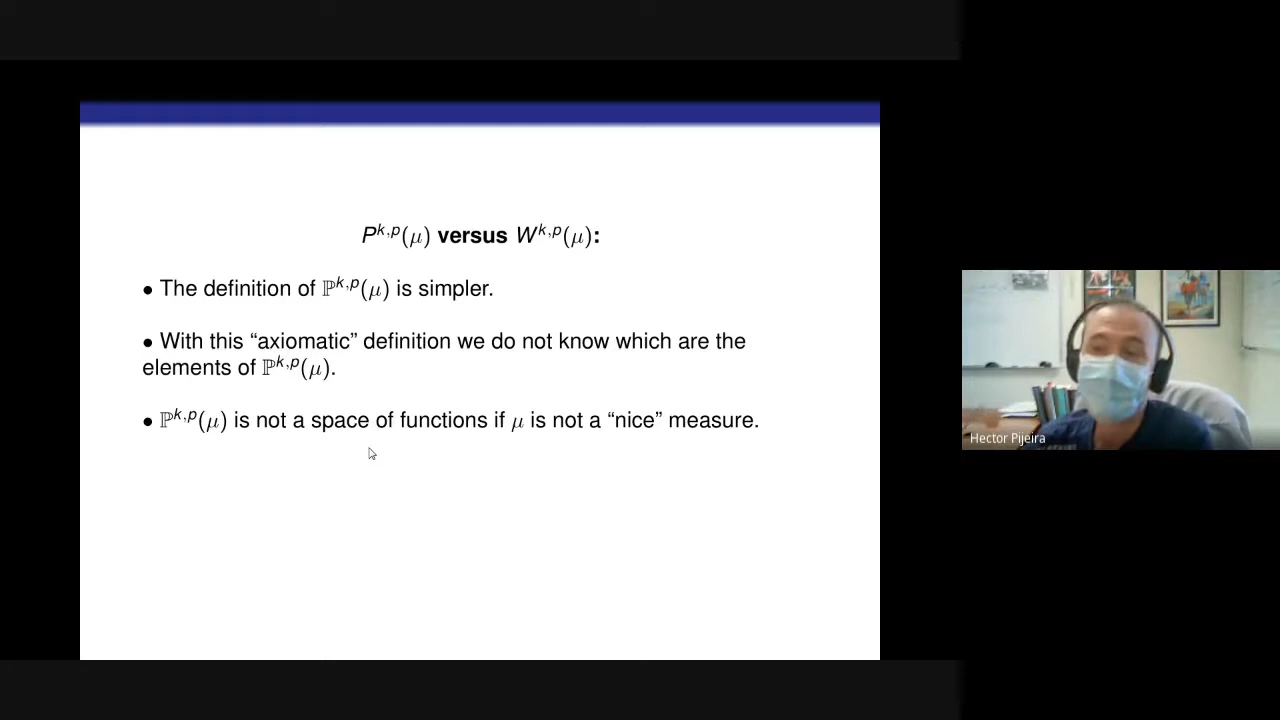 P^{k,p}(μ) versus W^{k,p}(μ):
• The definition of ℙ^{k,p}(μ) is simpler.
• With this “axiomatic” definition we do not know which are the
elements of ℙ^{k,p}(μ).
• ℙ^{k,p}(μ) is not a space of functions if μ is not a “nice” measure.
Hector Pijeira